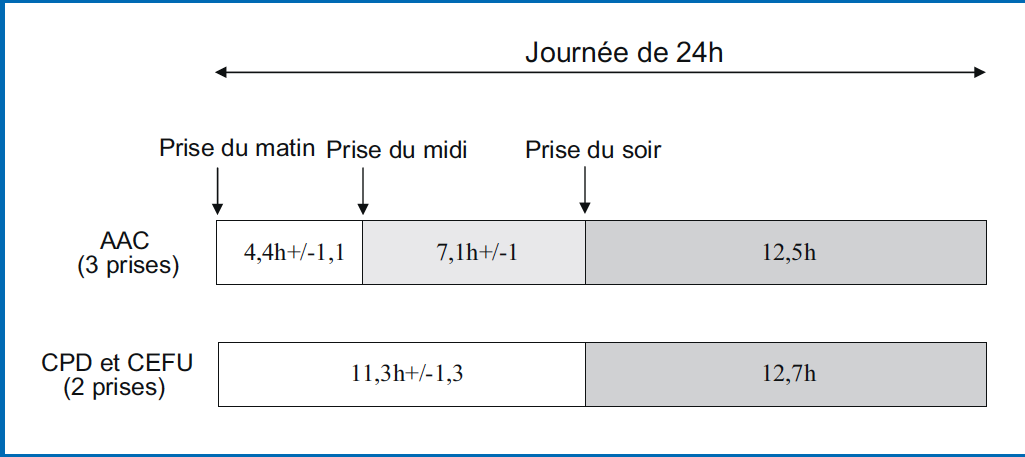 Journée de 24h
Prise du matin
Prise du midi
Prise du soir
AAC
(3 prises)
4,4h+/-1,1
7,1h+/-1
12,5h
CPD et CEFU
(2 prises)
11,3h+/-1,3
12,7h